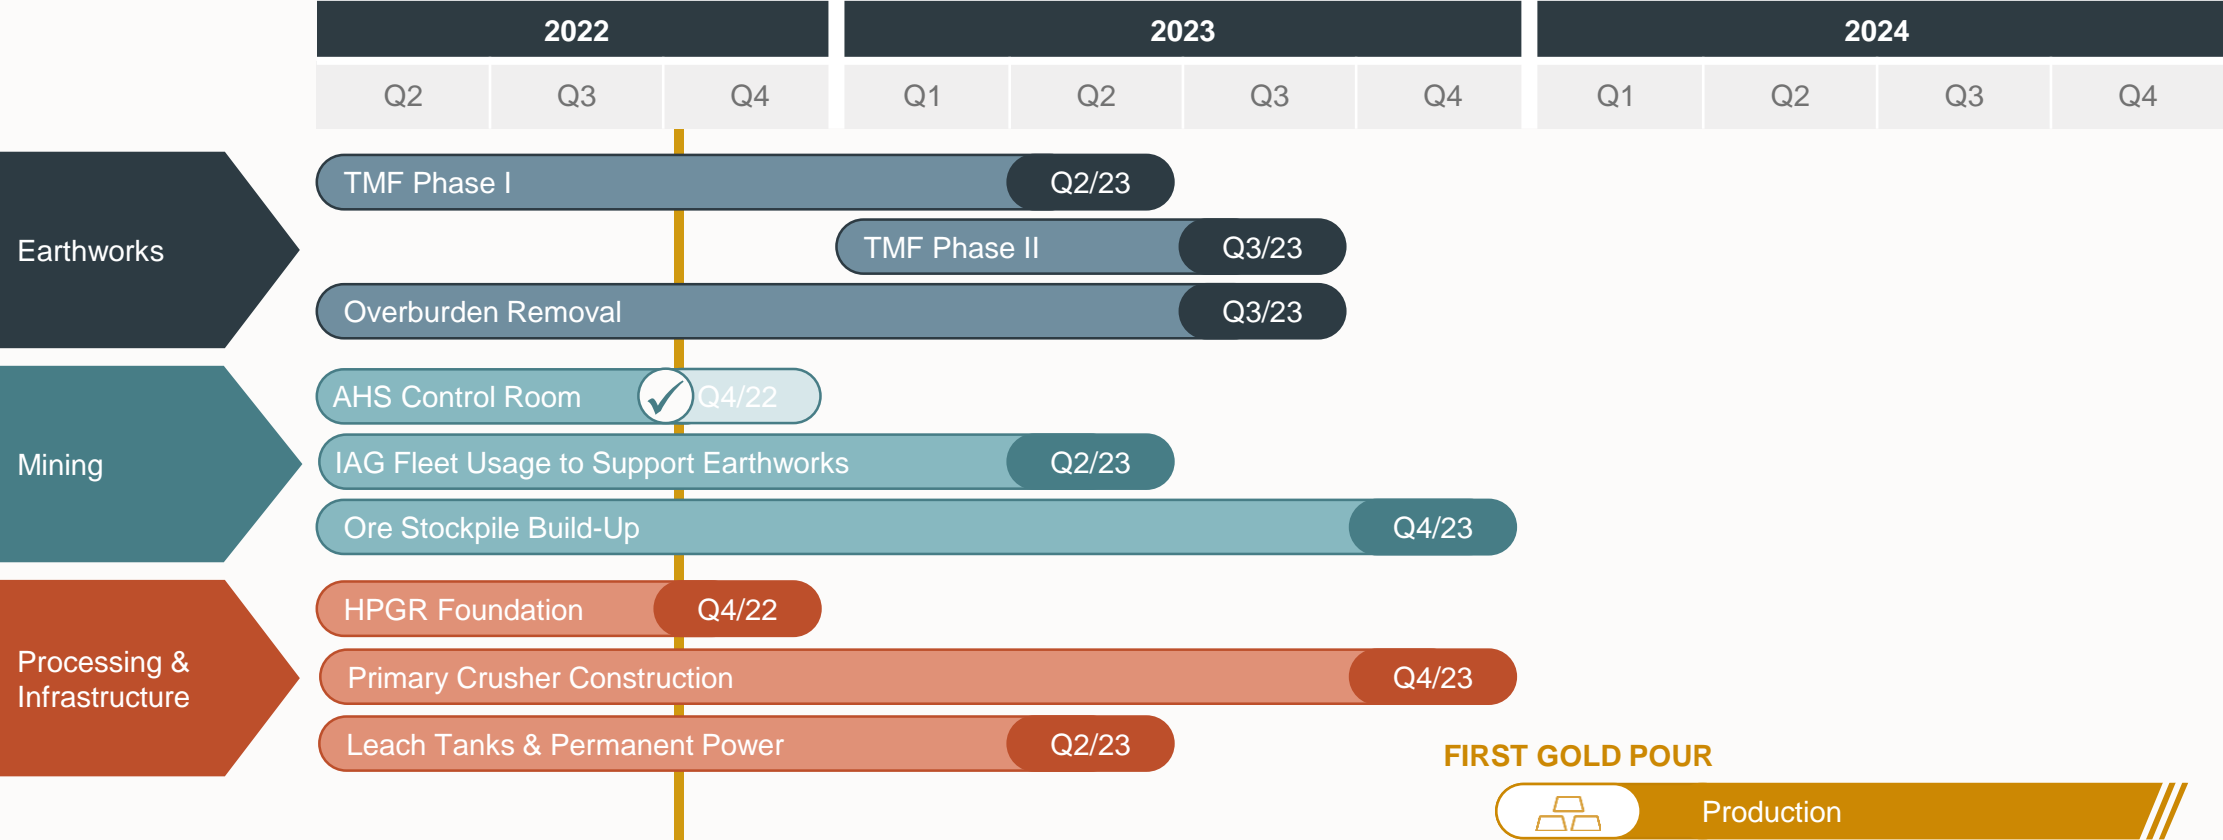 2022
2023
2024
Q2
Q3
Q4
Q1
Q2
Q3
Q4
Q1
Q2
Q3
Q4
Earthworks
TMF Phase I
Q2/23
TMF Phase II
Q3/23
Overburden Removal
Q3/23
Mining
AHS Control Room
Q4/22
IAG Fleet Usage to Support Earthworks
Q2/23
Ore Stockpile Build-Up
Q4/23
Processing &
Infrastructure
HPGR Foundation
Q4/22
Primary Crusher Construction
Q4/23
Leach Tanks & Permanent Power
Q2/23
FIRST GOLD POUR
Production